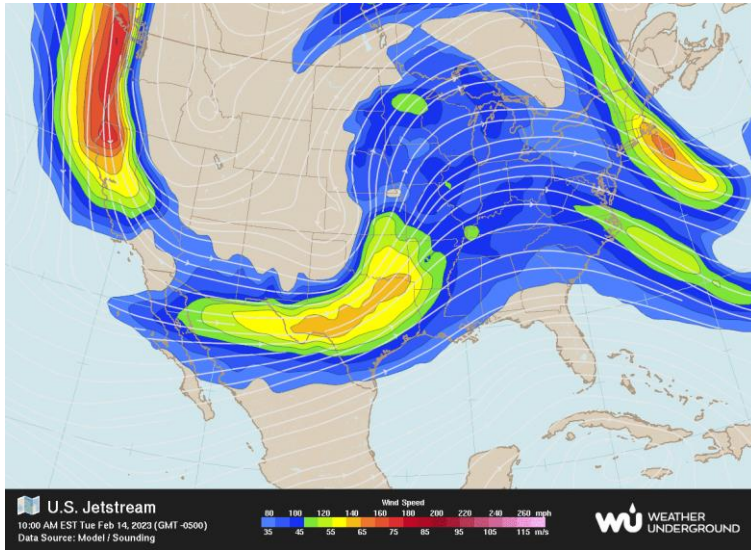 U.S. Jetstream
10:00 AM EST Tue Feb 14, 2023 (GMT -0500)
Data Source: Model / Sounding
Wind Speed
80 100 120 140 160 180 200 220 240 260 mph
35 45 55 65 75 85 95 105 115 m/s
WU WEATHER
UNDERGROUND